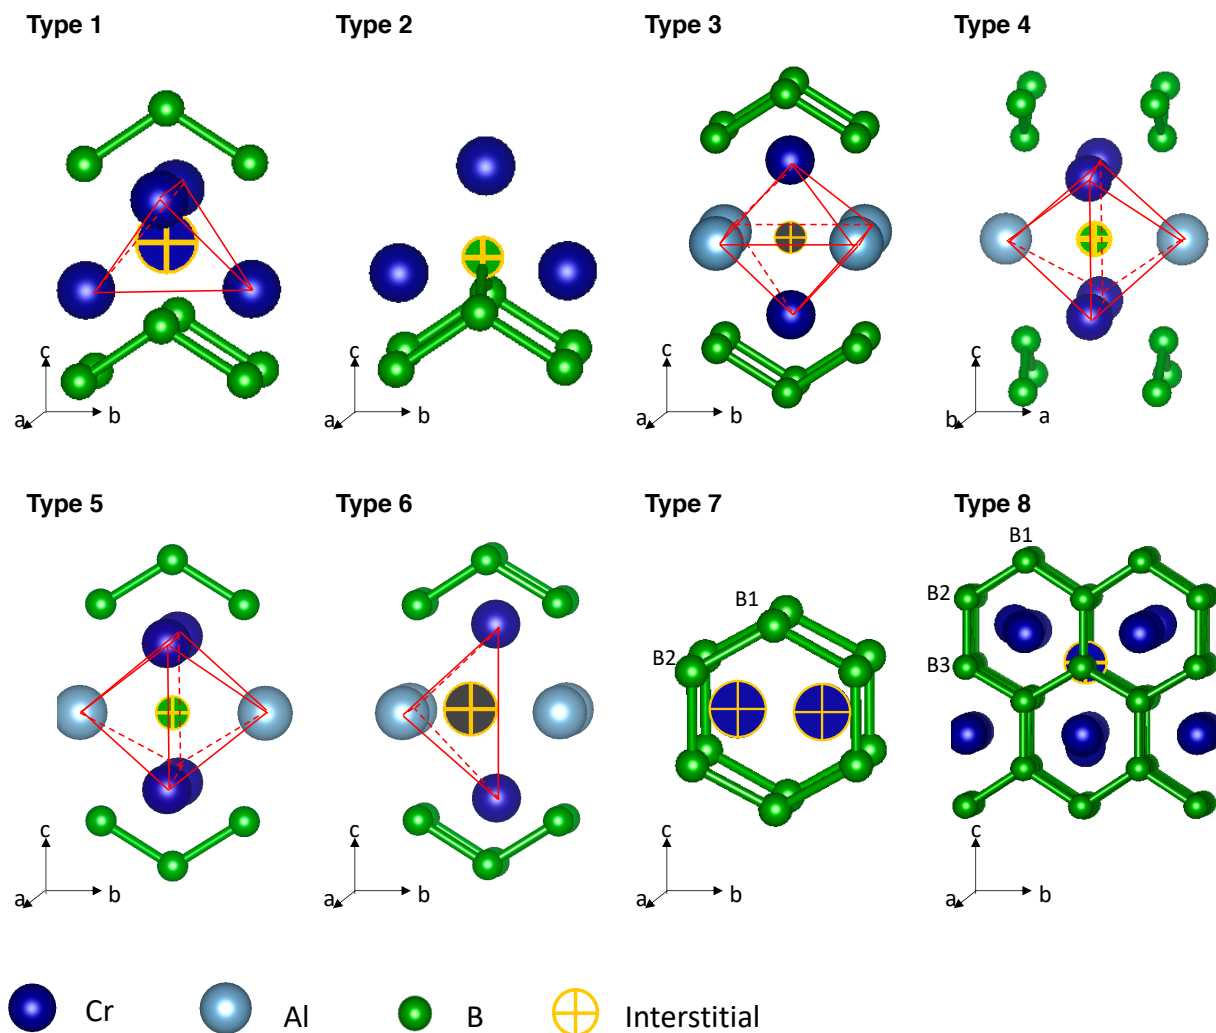 Type 1 Type 2 Type 3 Type 4
c c c c
a b a b a b b a
Type 5 Type 6 Type 7 Type 8
B1
B2
B3
B1
B2
c c c c
a b a b a b a b
Cr Al B Interstitial